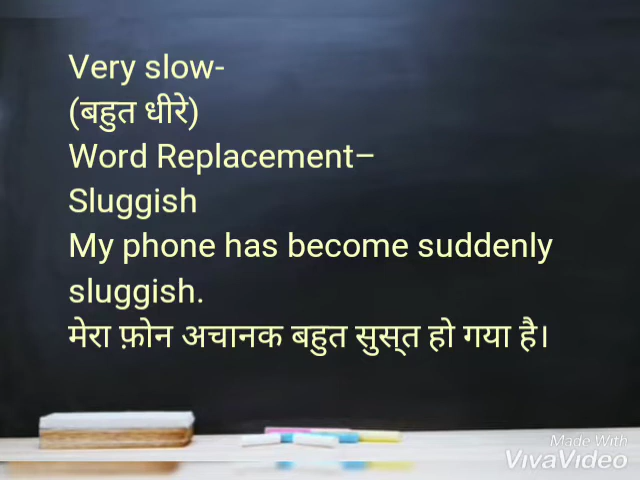 Very slow-
(बहुत धीरे)
Word Replacement–
Sluggish
My phone has become suddenly
sluggish.
मेरा फ़ोन अचानक बहुत सुस्त हो गया है।
Made With
VivaVideo